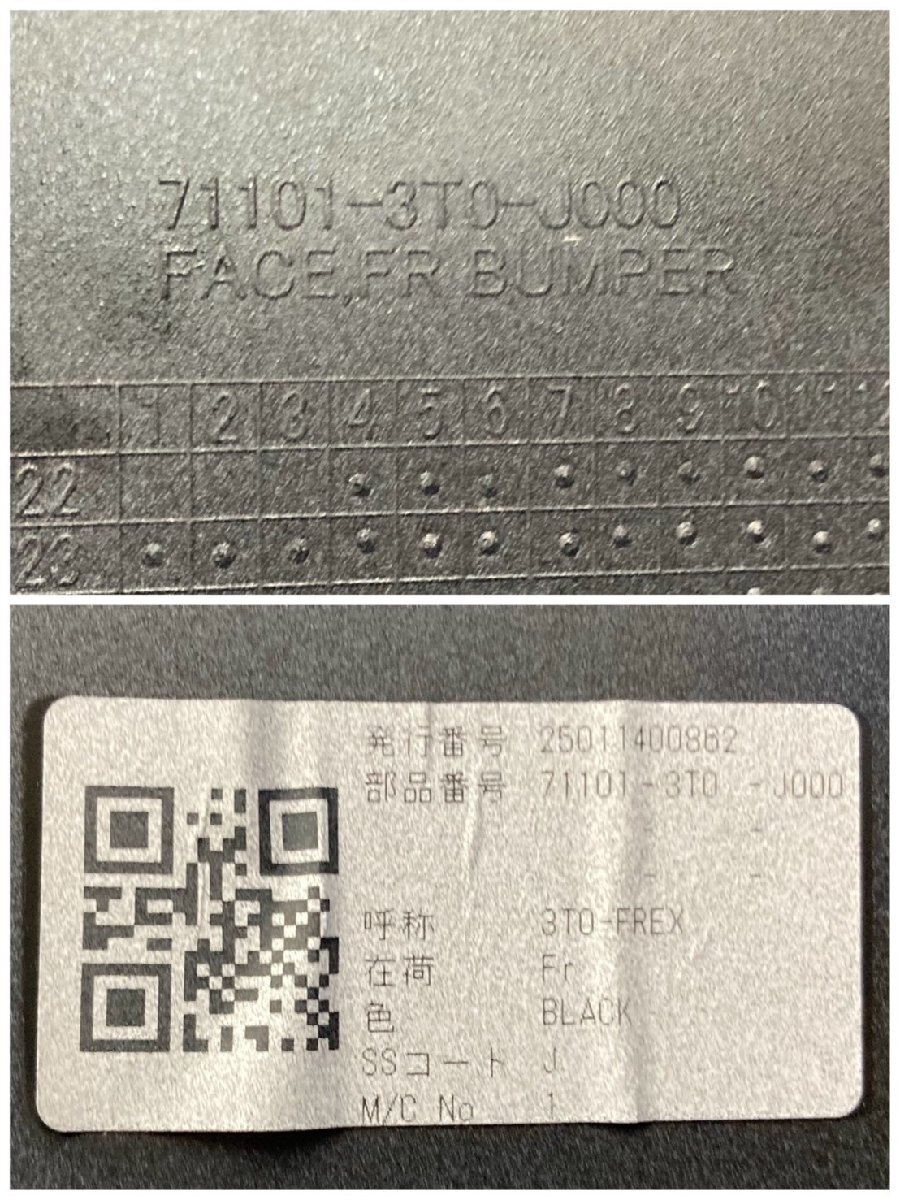 71101-3T0-J000
FACE,FR BUMPER
1 2 3 4 5 6 7 8 9 10 11 12
22
23
発行番号 25011400862
部品番号 71101-3T0 -J000
-
- -
呼称 3T0-FREX
在荷 Fr
色 BLACK
SSコート J
M/C No 1